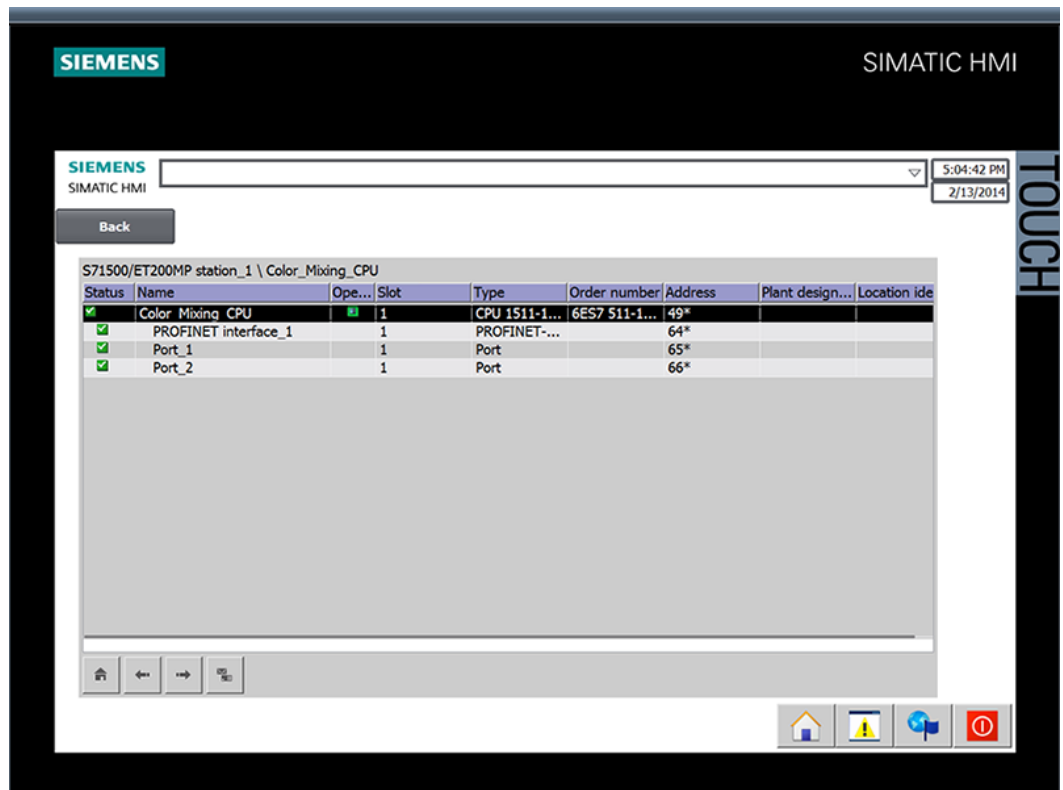 SIEMENS
SIMATIC HMI
TOUCH
SIEMENS
SIMATIC HMI
5:04:42 PM
2/13/2014
Back
S71500/ET200MP station_1 \ Color_Mixing_CPU
Status Name Ope... Slot Type Order number Address Plant design... Location ide
Color_Mixing_CPU 1 CPU 1511-1... 6ES7 511-1... 49*
PROFINET interface_1 1 PROFINET-... 64*
Port_1 1 Port 65*
Port_2 1 Port 66*